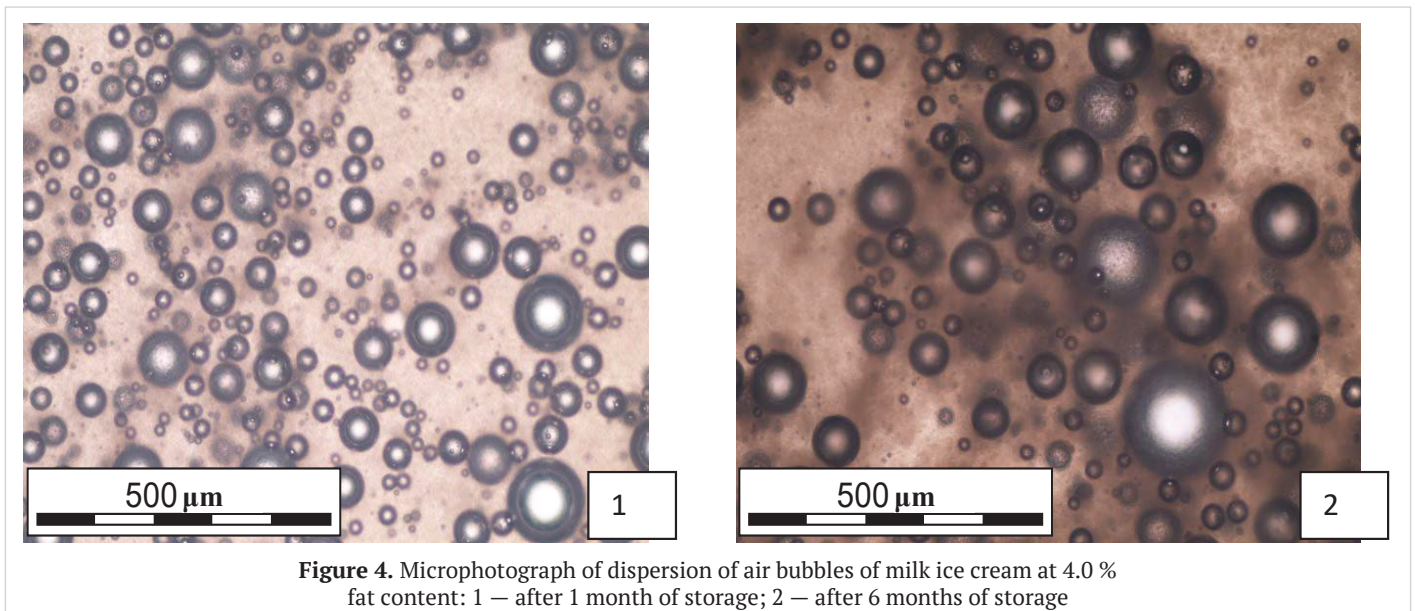 500 µm
1
500 µm
2
Figure 4. Microphotograph of dispersion of air bubbles of milk ice cream at 4.0 %
fat content: 1 — after 1 month of storage; 2 — after 6 months of storage